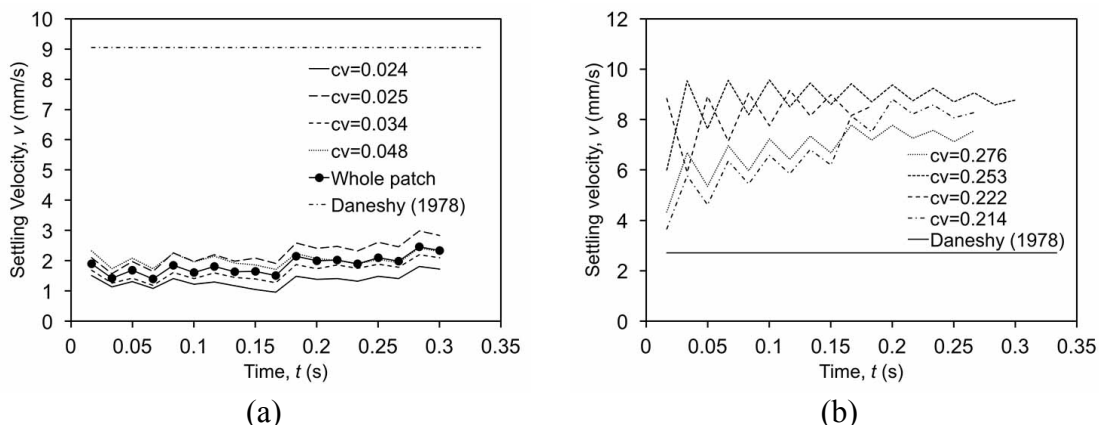 10
9
8
7
6
5
4
3
2
1
0
Settling Velocity, v (mm/s)
cv=0.024
cv=0.025
cv=0.034
cv=0.048
Whole patch
Daneshy (1978)
0 0.05 0.1 0.15 0.2 0.25 0.3 0.35
Time, t (s)
(a)
12
10
8
6
4
2
0
Settling velocity, v (mm/s)
cv=0.276
cv=0.253
cv=0.222
cv=0.214
Daneshy (1978)
0 0.05 0.1 0.15 0.2 0.25 0.3 0.35
Time, t (s)
(b)